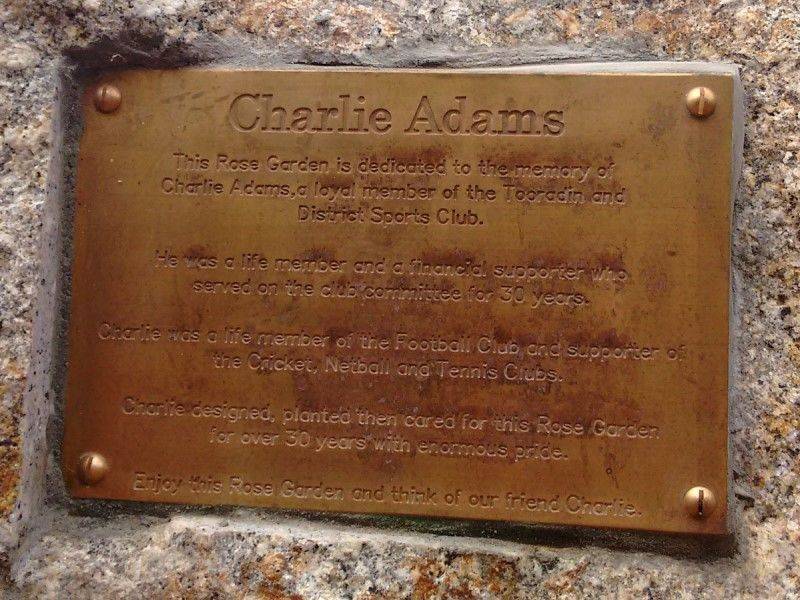 Charlie Adams
This Rose Garden is dedicated to the memory of
Charlie Adams,a loyal member of the Tooradin and
District Sports Club.
He was a life member and a financial supporter who
served on the club committee for 30 years.
Charlie was a life member of the Football Club and supporter of
the Cricket, Netball and Tennis Clubs.
Charlie designed, planted then cared for this Rose Garden
for over 30 years with enormous pride.
Enjoy this Rose Garden and think of our friend Charlie.